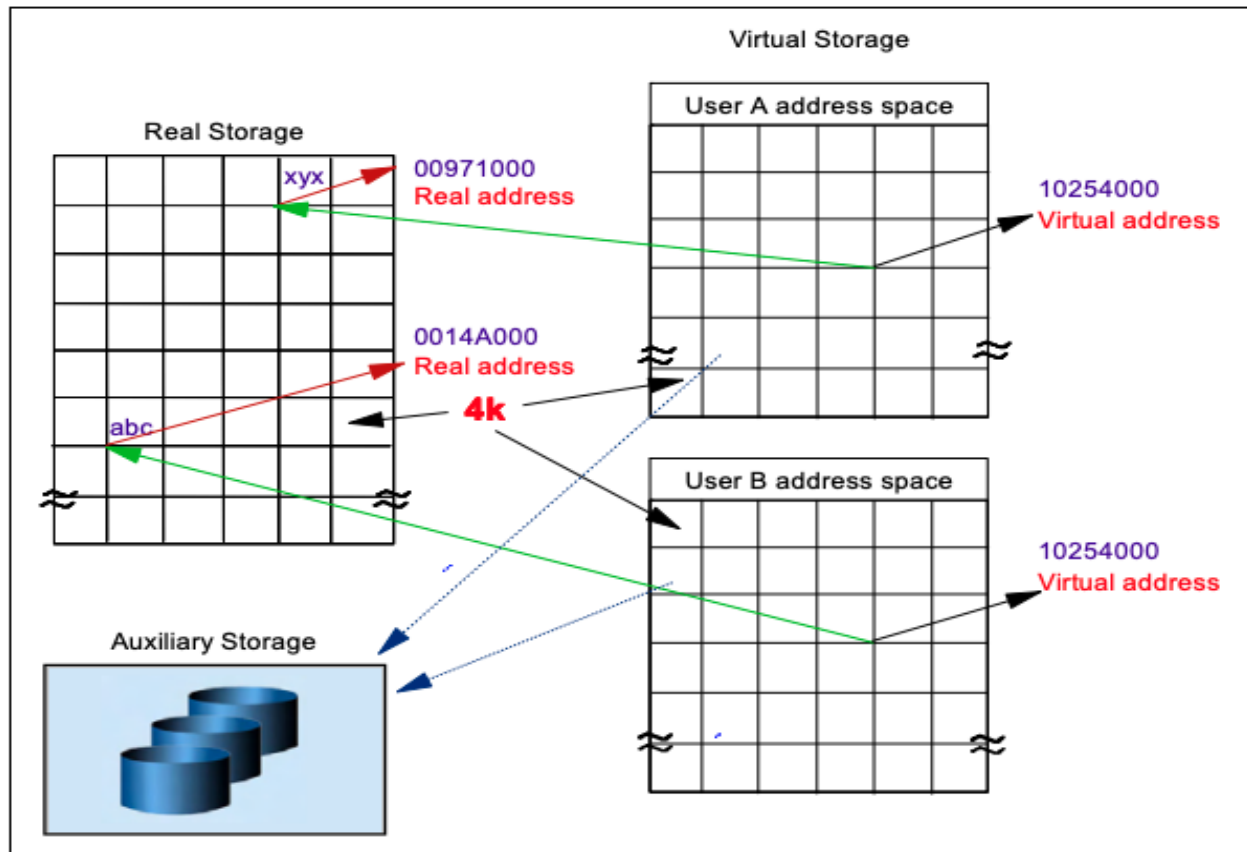 Virtual Storage
User A address space
Real Storage
xyx
00971000
Real address
10254000
Virtual address
0014A000
Real address
4k
abc
User B address space
10254000
Virtual address
Auxiliary Storage